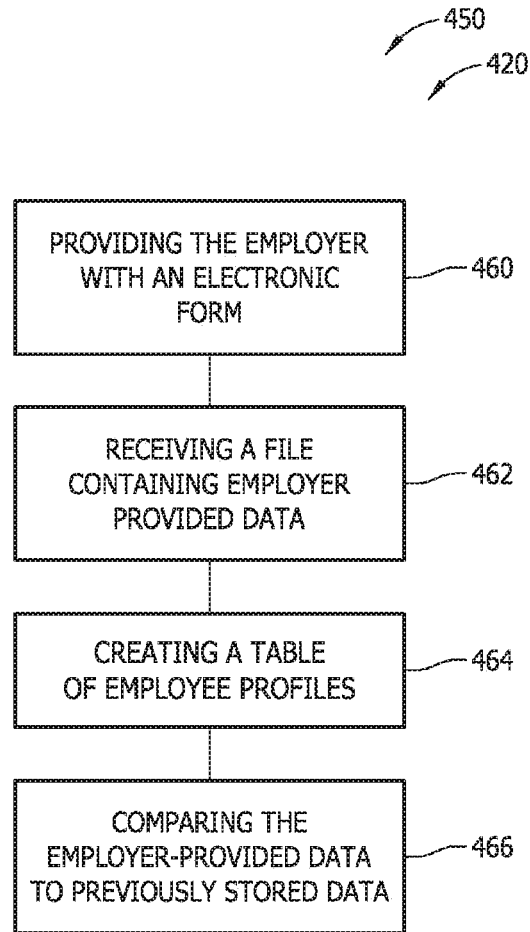 450
420
PROVIDING THE EMPLOYER
WITH AN ELECTRONIC
FORM
460
RECEIVING A FILE
CONTAINING EMPLOYER
PROVIDED DATA
462
CREATING A TABLE
OF EMPLOYEE PROFILES
464
COMPARING THE
EMPLOYER-PROVIDED DATA
TO PREVIOUSLY STORED DATA
466